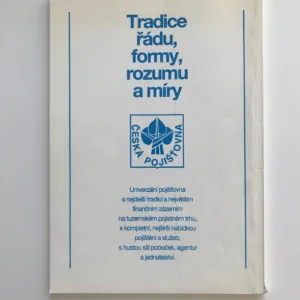 Tradice
řádu,
formy,
rozumu
a míry
ČESKÁ POJIŠŤOVNA
Univerzální pojišťovna
s nejdelší tradicí a největším
finančním zázemím
na tuzemském pojistném trhu,
s kompletní, nejširší nabídkou
pojištění a služeb,
s hustou sítí poboček, agentur
a jednatelství.